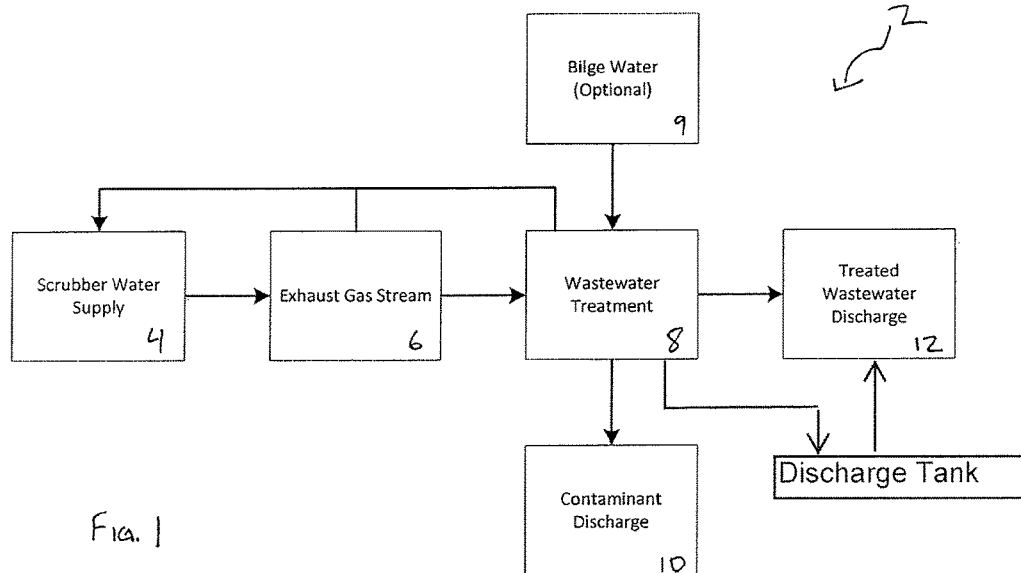 2
Bilge Water
(Optional)
9
Scrubber Water
Supply
4
Exhaust Gas Stream
6
Wastewater
Treatment
8
Treated
Wastewater
Discharge
12
Discharge Tank
Contaminant
Discharge
10
FIG. 1